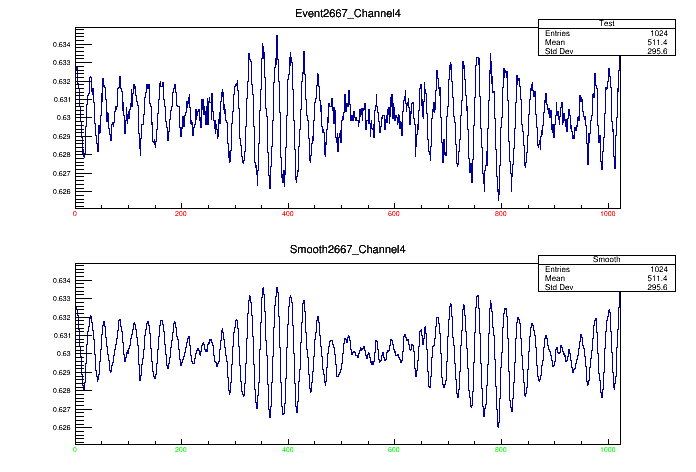 Event2667_Channel4
Test
Entries 1024
Mean 511.4
Std Dev 295.6
0.634
0.633
0.632
0.631
0.63
0.629
0.628
0.627
0.626
0 200 400 600 800 1000
Smooth2667_Channel4
Smooth
Entries 1024
Mean 511.4
Std Dev 295.6
0.634
0.633
0.632
0.631
0.63
0.629
0.628
0.627
0.626
0 200 400 600 800 1000